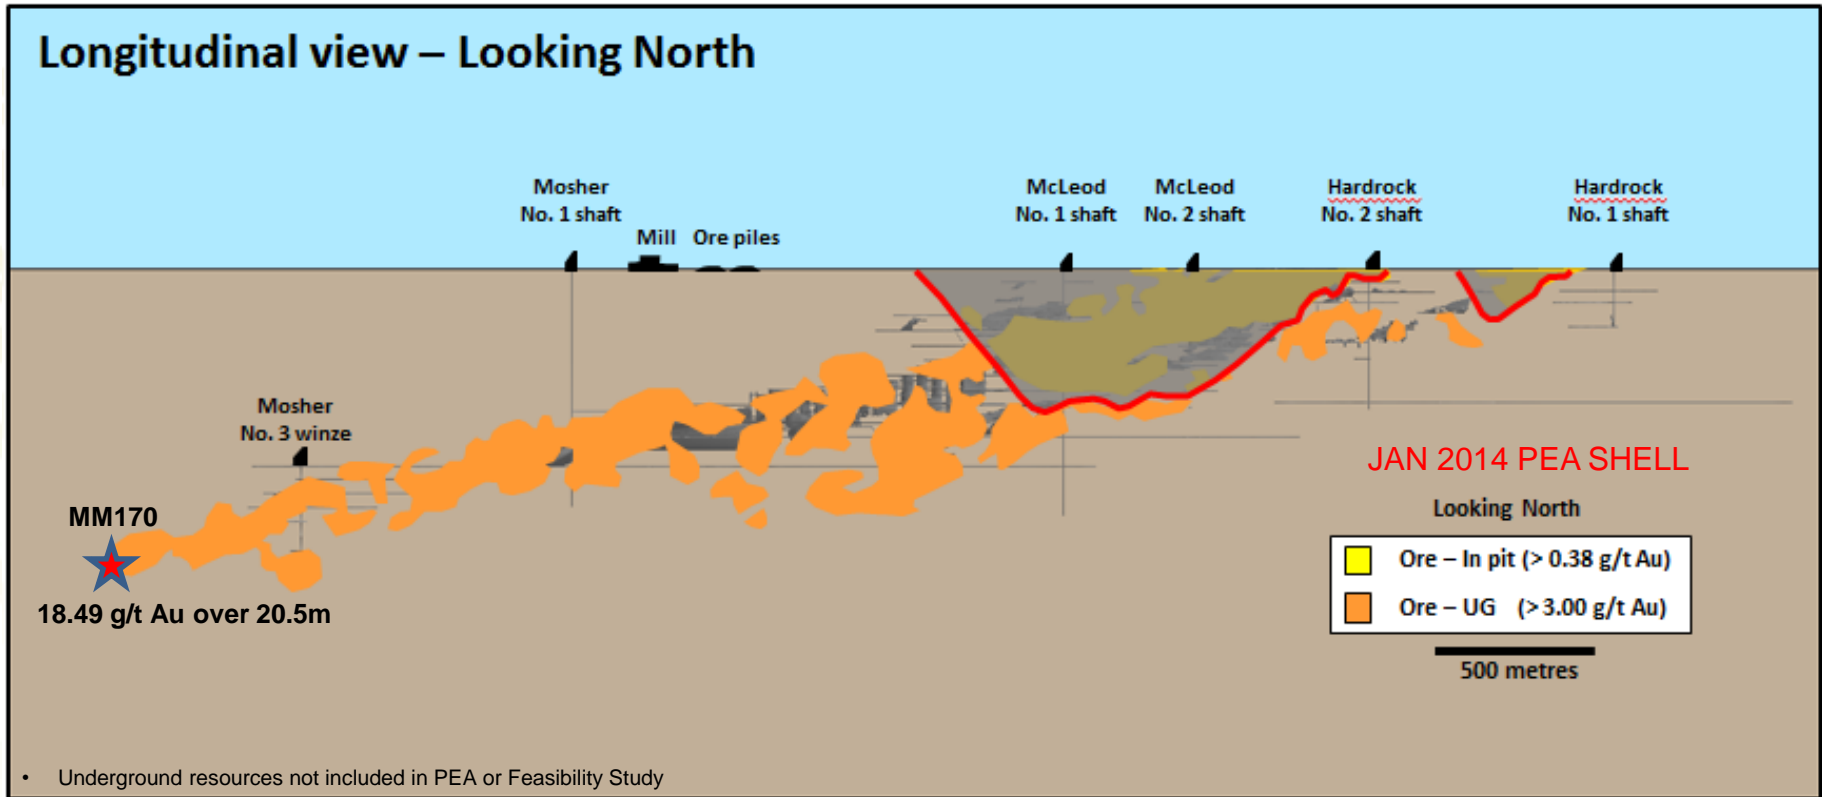 Longitudinal view – Looking North
Mosher
No. 1 shaft
McLeod
No. 1 shaft
McLeod
No. 2 shaft
Hardrock
No. 2 shaft
Hardrock
No. 1 shaft
Mill
Ore piles
Mosher
No. 3 winze
MM170
18.49 g/t Au over 20.5m
JAN 2014 PEA SHELL
Looking North
Ore – In pit (> 0.38 g/t Au)
Ore – UG (> 3.00 g/t Au)
500 metres
• Underground resources not included in PEA or Feasibility Study